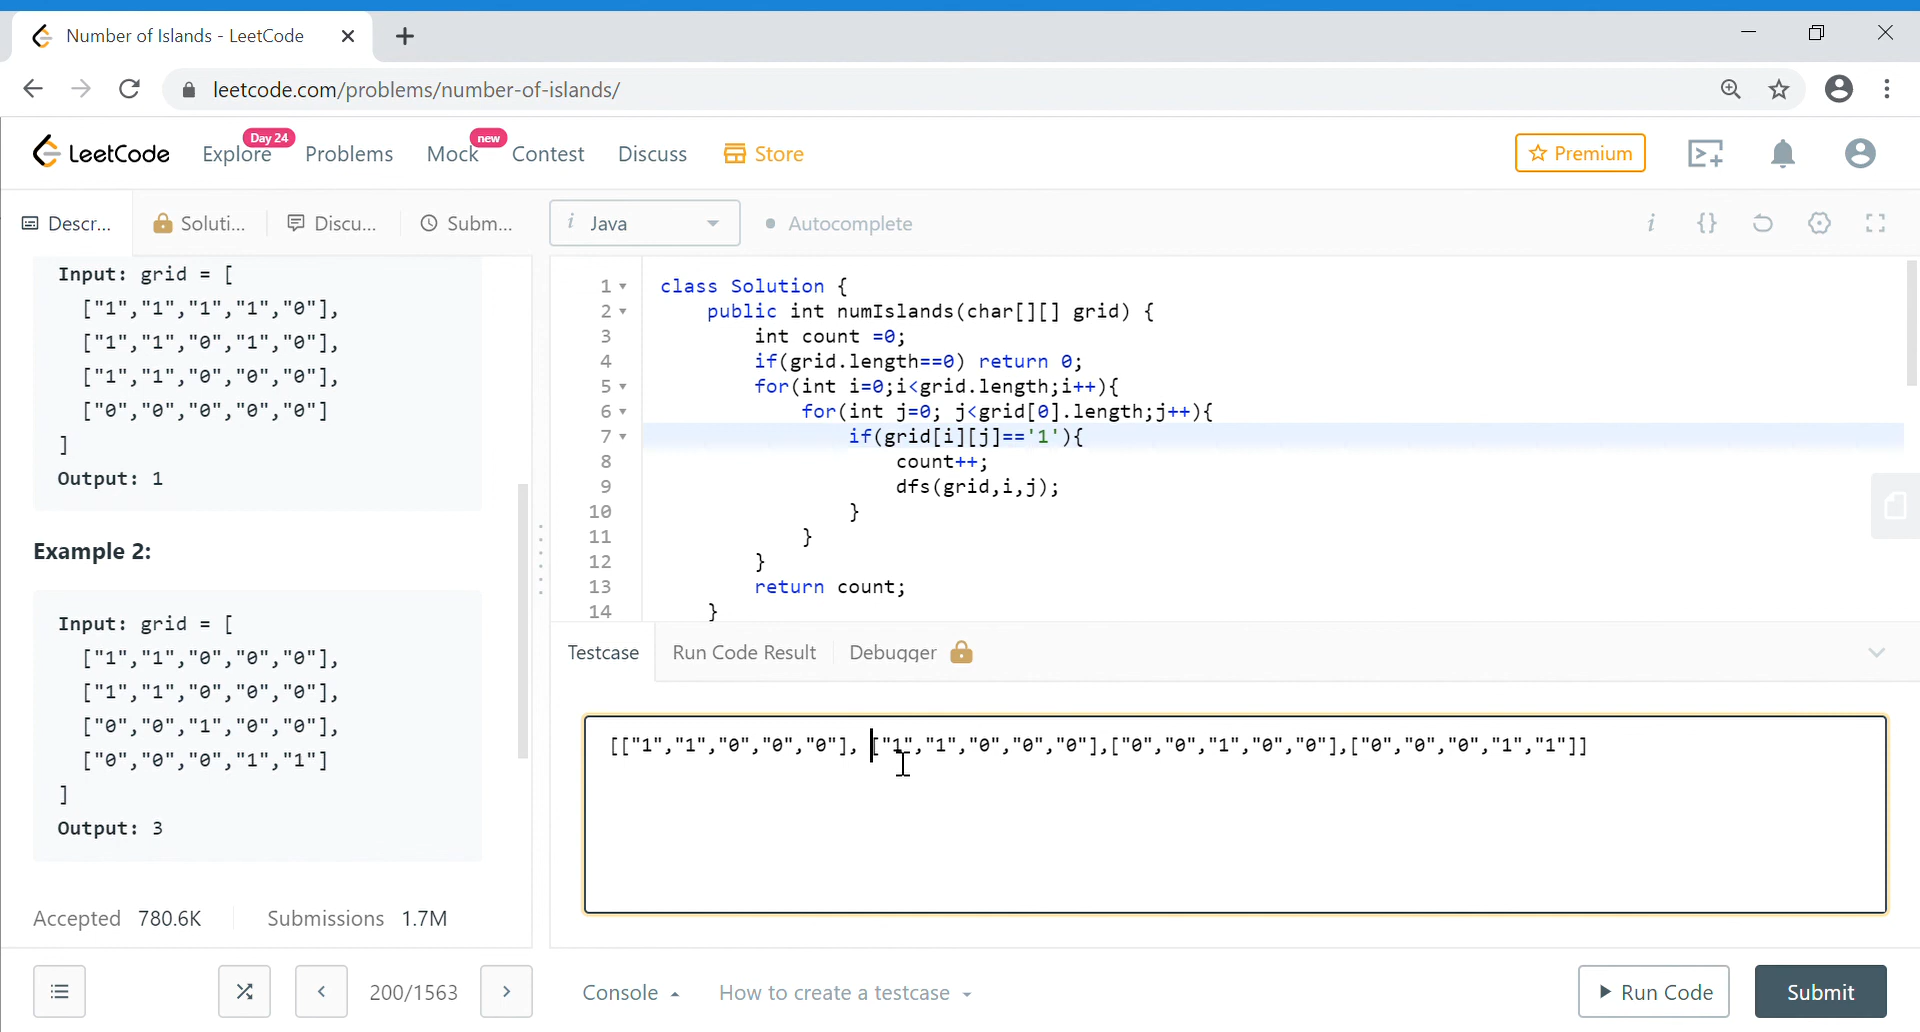 Number of Islands - LeetCode
leetcode.com/problems/number-of-islands/
LeetCode
Explore
Day 24
Problems
Mock
new
Contest
Discuss
Store
Premium
Descr...
Soluti...
Discu...
Subm...
i Java
Autocomplete
i {}
Input: grid = [
["1","1","1","1","0"],
["1","1","0","1","0"],
["1","1","0","0","0"],
["0","0","0","0","0"]
]
Output: 1
Example 2:
Input: grid = [
["1","1","0","0","0"],
["1","1","0","0","0"],
["0","0","1","0","0"],
["0","0","0","1","1"]
]
Output: 3
Accepted 780.6K
Submissions 1.7M
200/1563
1 class Solution {
2 public int numIslands(char[][] grid) {
3 int count =0;
4 if(grid.length==0) return 0;
5 for(int i=0;i<grid.length;i++){
6 for(int j=0; j<grid[0].length;j++){
7 if(grid[i][j]=='1'){
8 count++;
9 dfs(grid,i,j);
10 }
11 }
12 }
13 return count;
14 }
Testcase
Run Code Result
Debugger
[["1","1","0","0","0"], ["1","1","0","0","0"],["0","0","1","0","0"],["0","0","0","1","1"]]
Console
How to create a testcase
Run Code
Submit